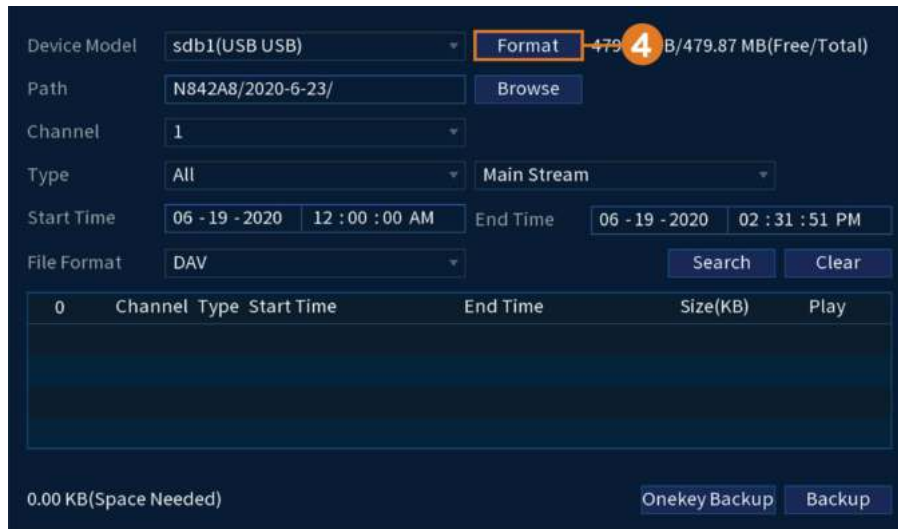 Device Model sdb1(USB USB) Format 4 B/479.87 MB(Free/Total)
Path N842A8/2020-6-23/ Browse
Channel 1
Type All Main Stream
Start Time 06 - 19 - 2020 12 : 00 : 00 AM End Time 06 - 19 - 2020 02 : 31 : 51 PM
File Format DAV Search Clear
0 Channel Type Start Time End Time Size(KB) Play
0.00 KB(Space Needed) Onekey Backup Backup